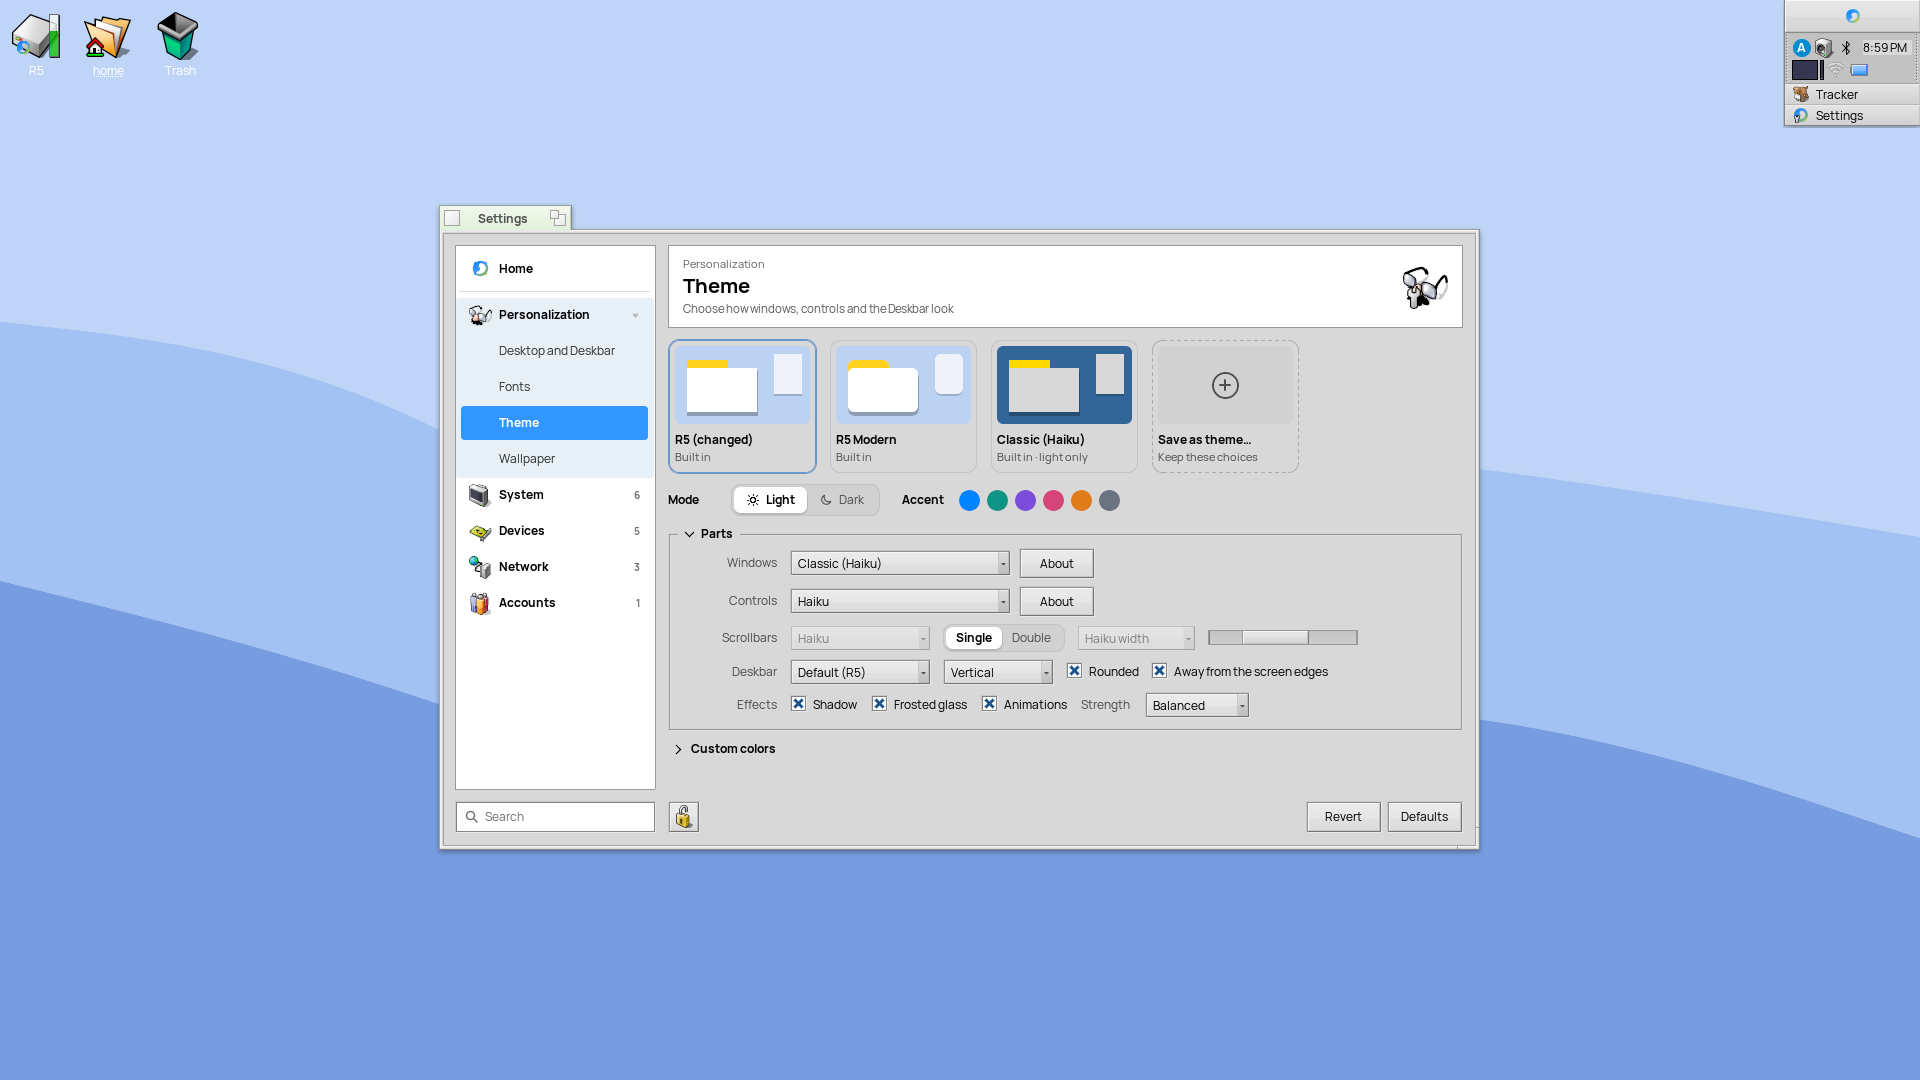 R5
home
Trash
A
8:59 PM
Tracker
Settings
Settings
Home
Personalization
Desktop and Deskbar
Fonts
Theme
Wallpaper
System 6
Devices 5
Network 3
Accounts 1
Search
Personalization
Theme
Choose how windows, controls and the Deskbar look
R5 (changed)
Built in
R5 Modern
Built in
Classic (Haiku)
Built in · light only
Save as theme…
Keep these choices
Mode Light Dark Accent
Parts
Windows Classic (Haiku) About
Controls Haiku About
Scrollbars Haiku Single Double Haiku width
Deskbar Default (R5) Vertical Rounded Away from the screen edges
Effects Shadow Frosted glass Animations Strength Balanced
Custom colors
Revert Defaults